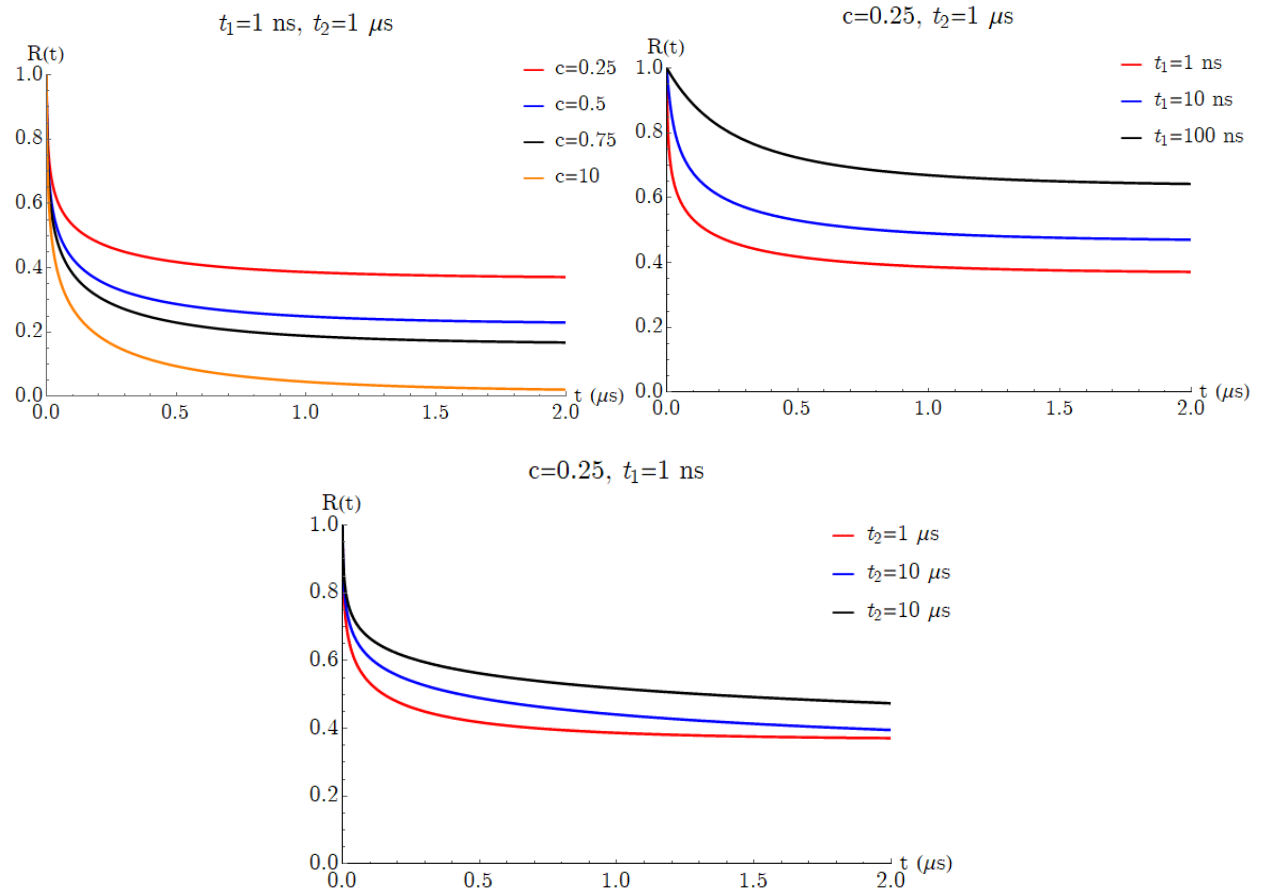 t₁=1 ns, t₂=1 μs
R(t)
1.0
0.8
0.6
0.4
0.2
0.0
0.0 0.5 1.0 1.5 2.0
t (μs)
c=0.25
c=0.5
c=0.75
c=10
c=0.25, t₂=1 μs
R(t)
1.0
0.8
0.6
0.4
0.2
0.0
0.0 0.5 1.0 1.5 2.0
t (μs)
t₁=1 ns
t₁=10 ns
t₁=100 ns
c=0.25, t₁=1 ns
R(t)
1.0
0.8
0.6
0.4
0.2
0.0
0.0 0.5 1.0 1.5 2.0
t (μs)
t₂=1 μs
t₂=10 μs
t₂=10 μs